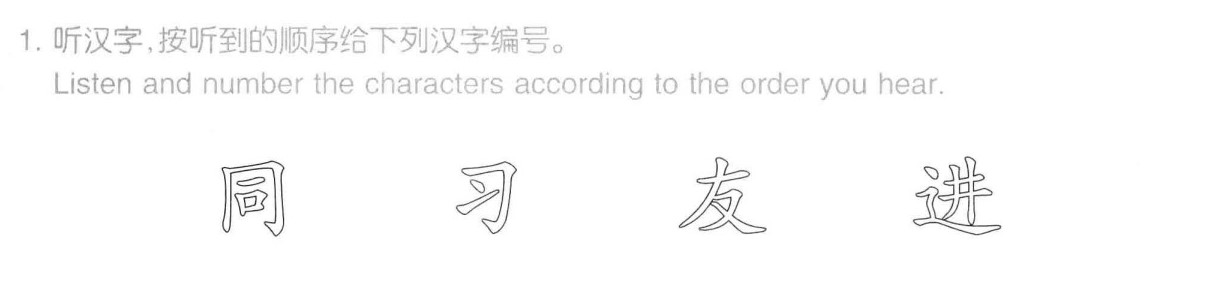 1. 听汉字,按听到的顺序给下列汉字编号。
Listen and number the characters according to the order you hear.
同 习 友 进